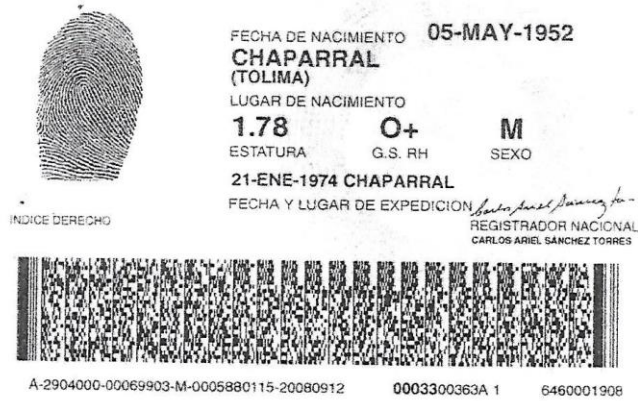 FECHA DE NACIMIENTO 05-MAY-1952
CHAPARRAL
(TOLIMA)
LUGAR DE NACIMIENTO
1.78 O+ M
ESTATURA G.S. RH SEXO
21-ENE-1974 CHAPARRAL
FECHA Y LUGAR DE EXPEDICION
INDICE DERECHO
REGISTRADOR NACIONAL
CARLOS ARIEL SÁNCHEZ TORRES
A-2904000-00069903-M-0005880115-20080912 0003300363A 1 6460001908